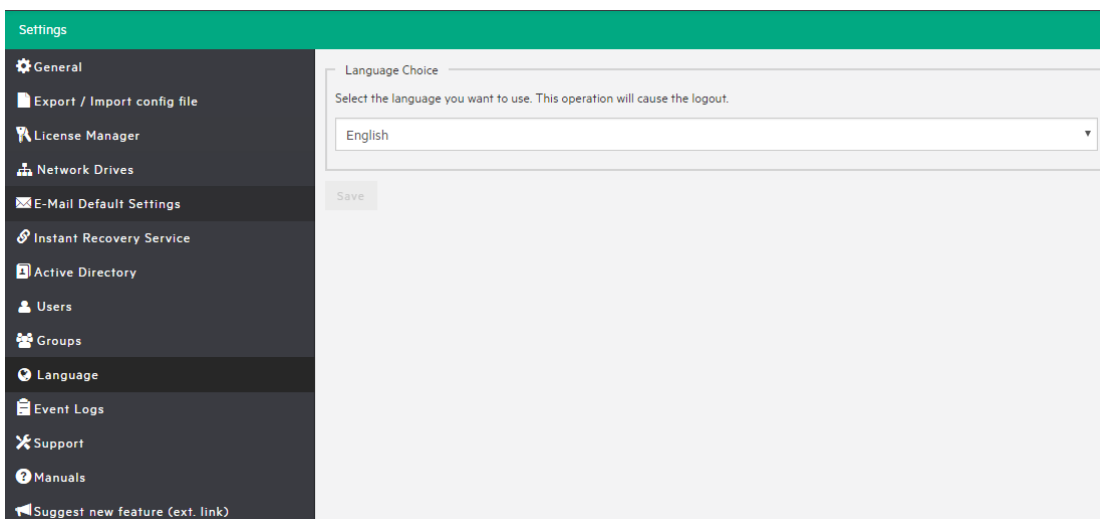 Settings
General
Export / Import config file
License Manager
Network Drives
E-Mail Default Settings
Instant Recovery Service
Active Directory
Users
Groups
Language
Event Logs
Support
Manuals
Suggest new feature (ext. link)
Language Choice
Select the language you want to use. This operation will cause the logout.
English
Save